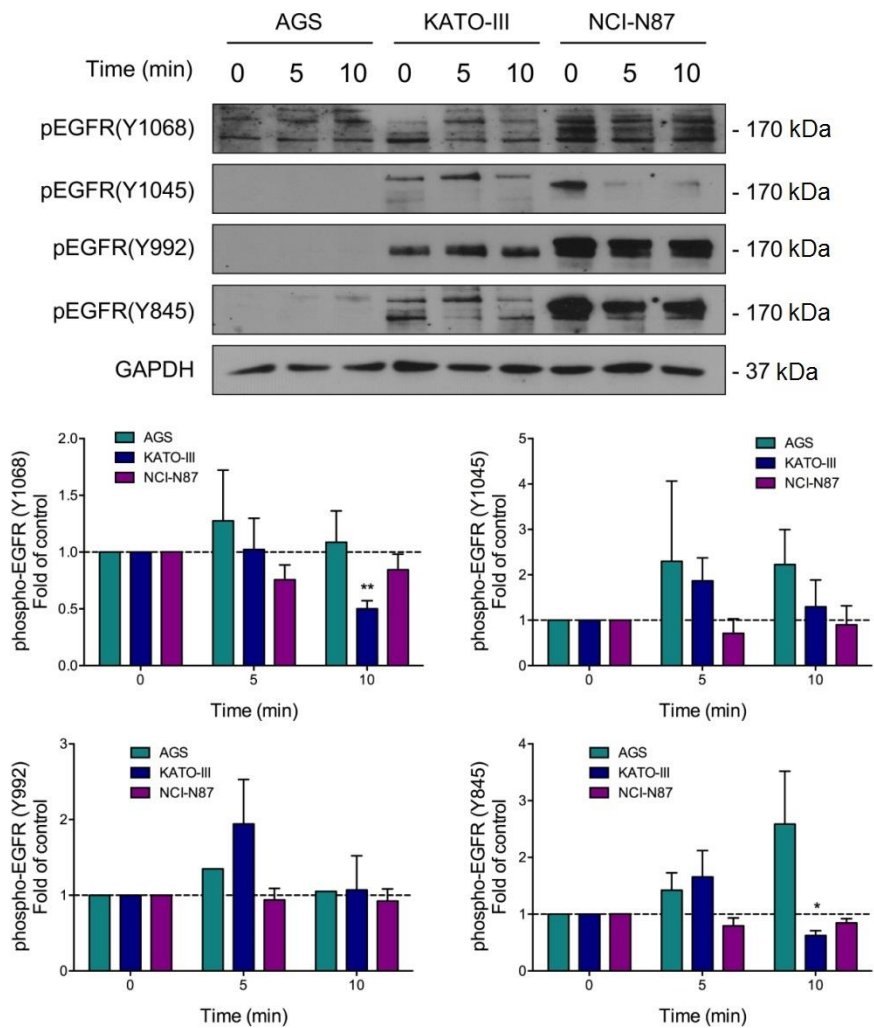 AGS KATO-III NCI-N87
Time (min) 0 5 10 0 5 10 0 5 10
pEGFR(Y1068) - 170 kDa
pEGFR(Y1045) - 170 kDa
pEGFR(Y992) - 170 kDa
pEGFR(Y845) - 170 kDa
GAPDH - 37 kDa
phospho-EGFR (Y1068)
Fold of control
2.0
1.5
1.0
0.5
0.0
AGS
KATO-III
NCI-N87
**
0 5 10
Time (min)
phospho-EGFR (Y1045)
Fold of control
5
4
3
2
1
0
AGS
KATO-III
NCI-N87
0 5 10
Time (min)
phospho-EGFR (Y992)
Fold of control
3
2
1
0
AGS
KATO-III
NCI-N87
0 5 10
Time (min)
phospho-EGFR (Y845)
Fold of control
4
3
2
1
0
AGS
KATO-III
NCI-N87
*
0 5 10
Time (min)